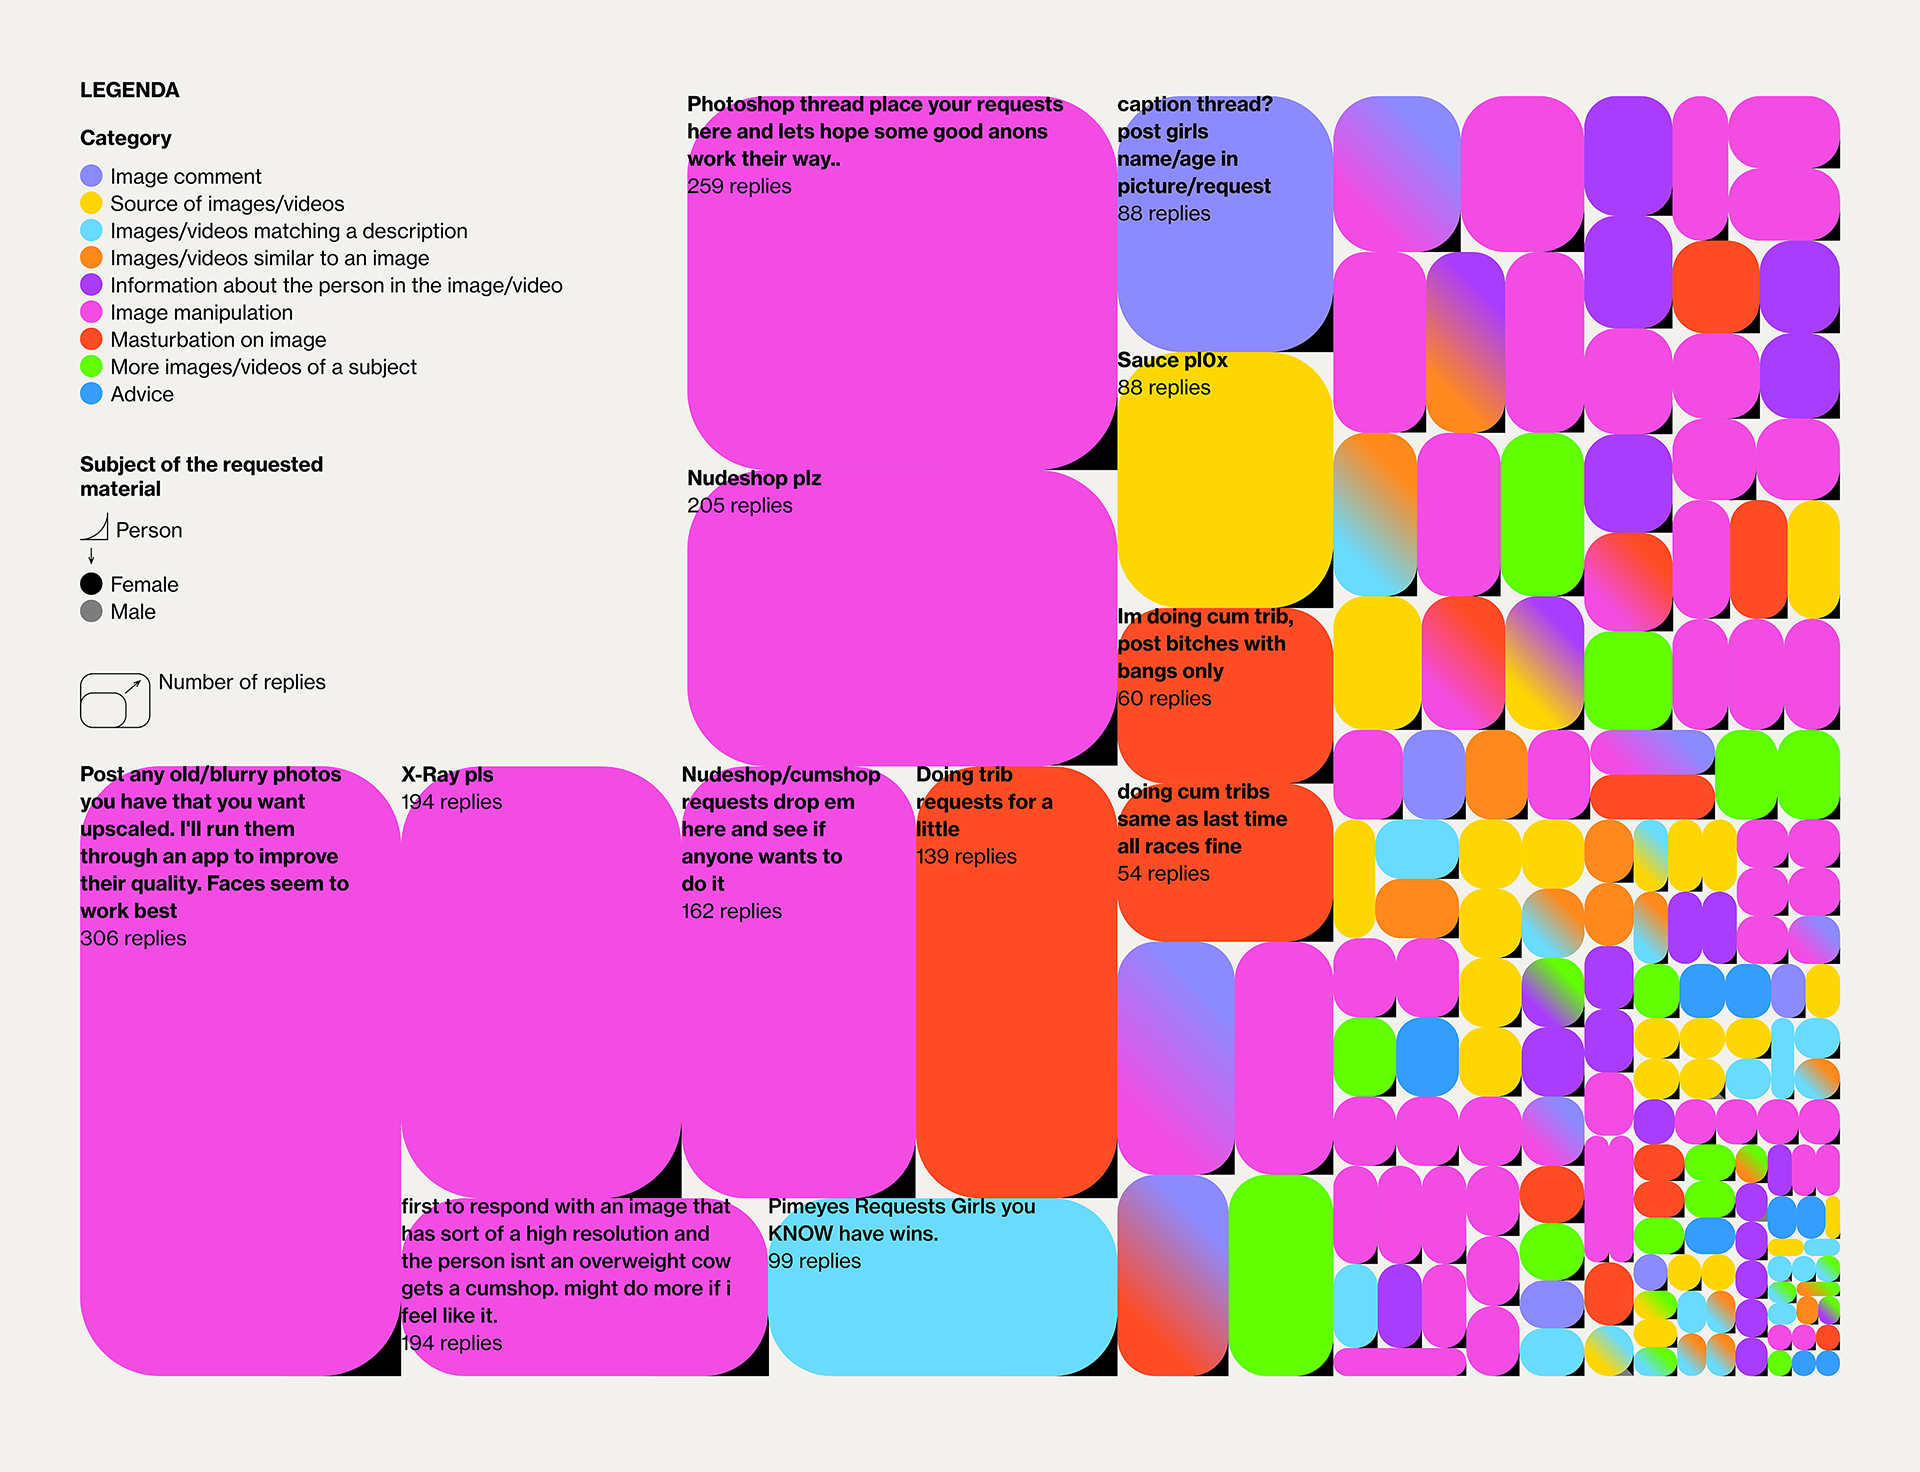 LEGENDA
Category
Image comment
Source of images/videos
Images/videos matching a description
Images/videos similar to an image
Information about the person in the image/video
Image manipulation
Masturbation on image
More images/videos of a subject
Advice
Subject of the requested
material
Person
Female
Male
Number of replies
Photoshop thread place your requests
here and lets hope some good anons
work their way..
259 replies
Nudeshop plz
205 replies
caption thread?
post girls
name/age in
picture/request
88 replies
Sauce pl0x
88 replies
Im doing cum trib,
post bitches with
bangs only
60 replies
doing cum tribs
same as last time
all races fine
54 replies
Post any old/blurry photos
you have that you want
upscaled. I'll run them
through an app to improve
their quality. Faces seem to
work best
306 replies
X-Ray pls
194 replies
Nudeshop/cumshop
requests drop em
here and see if
anyone wants to
do it
162 replies
Doing trib
requests for a
little
139 replies
first to respond with an image that
has sort of a high resolution and
the person isnt an overweight cow
gets a cumshop. might do more if i
feel like it.
194 replies
Pimeyes Requests Girls you
KNOW have wins.
99 replies